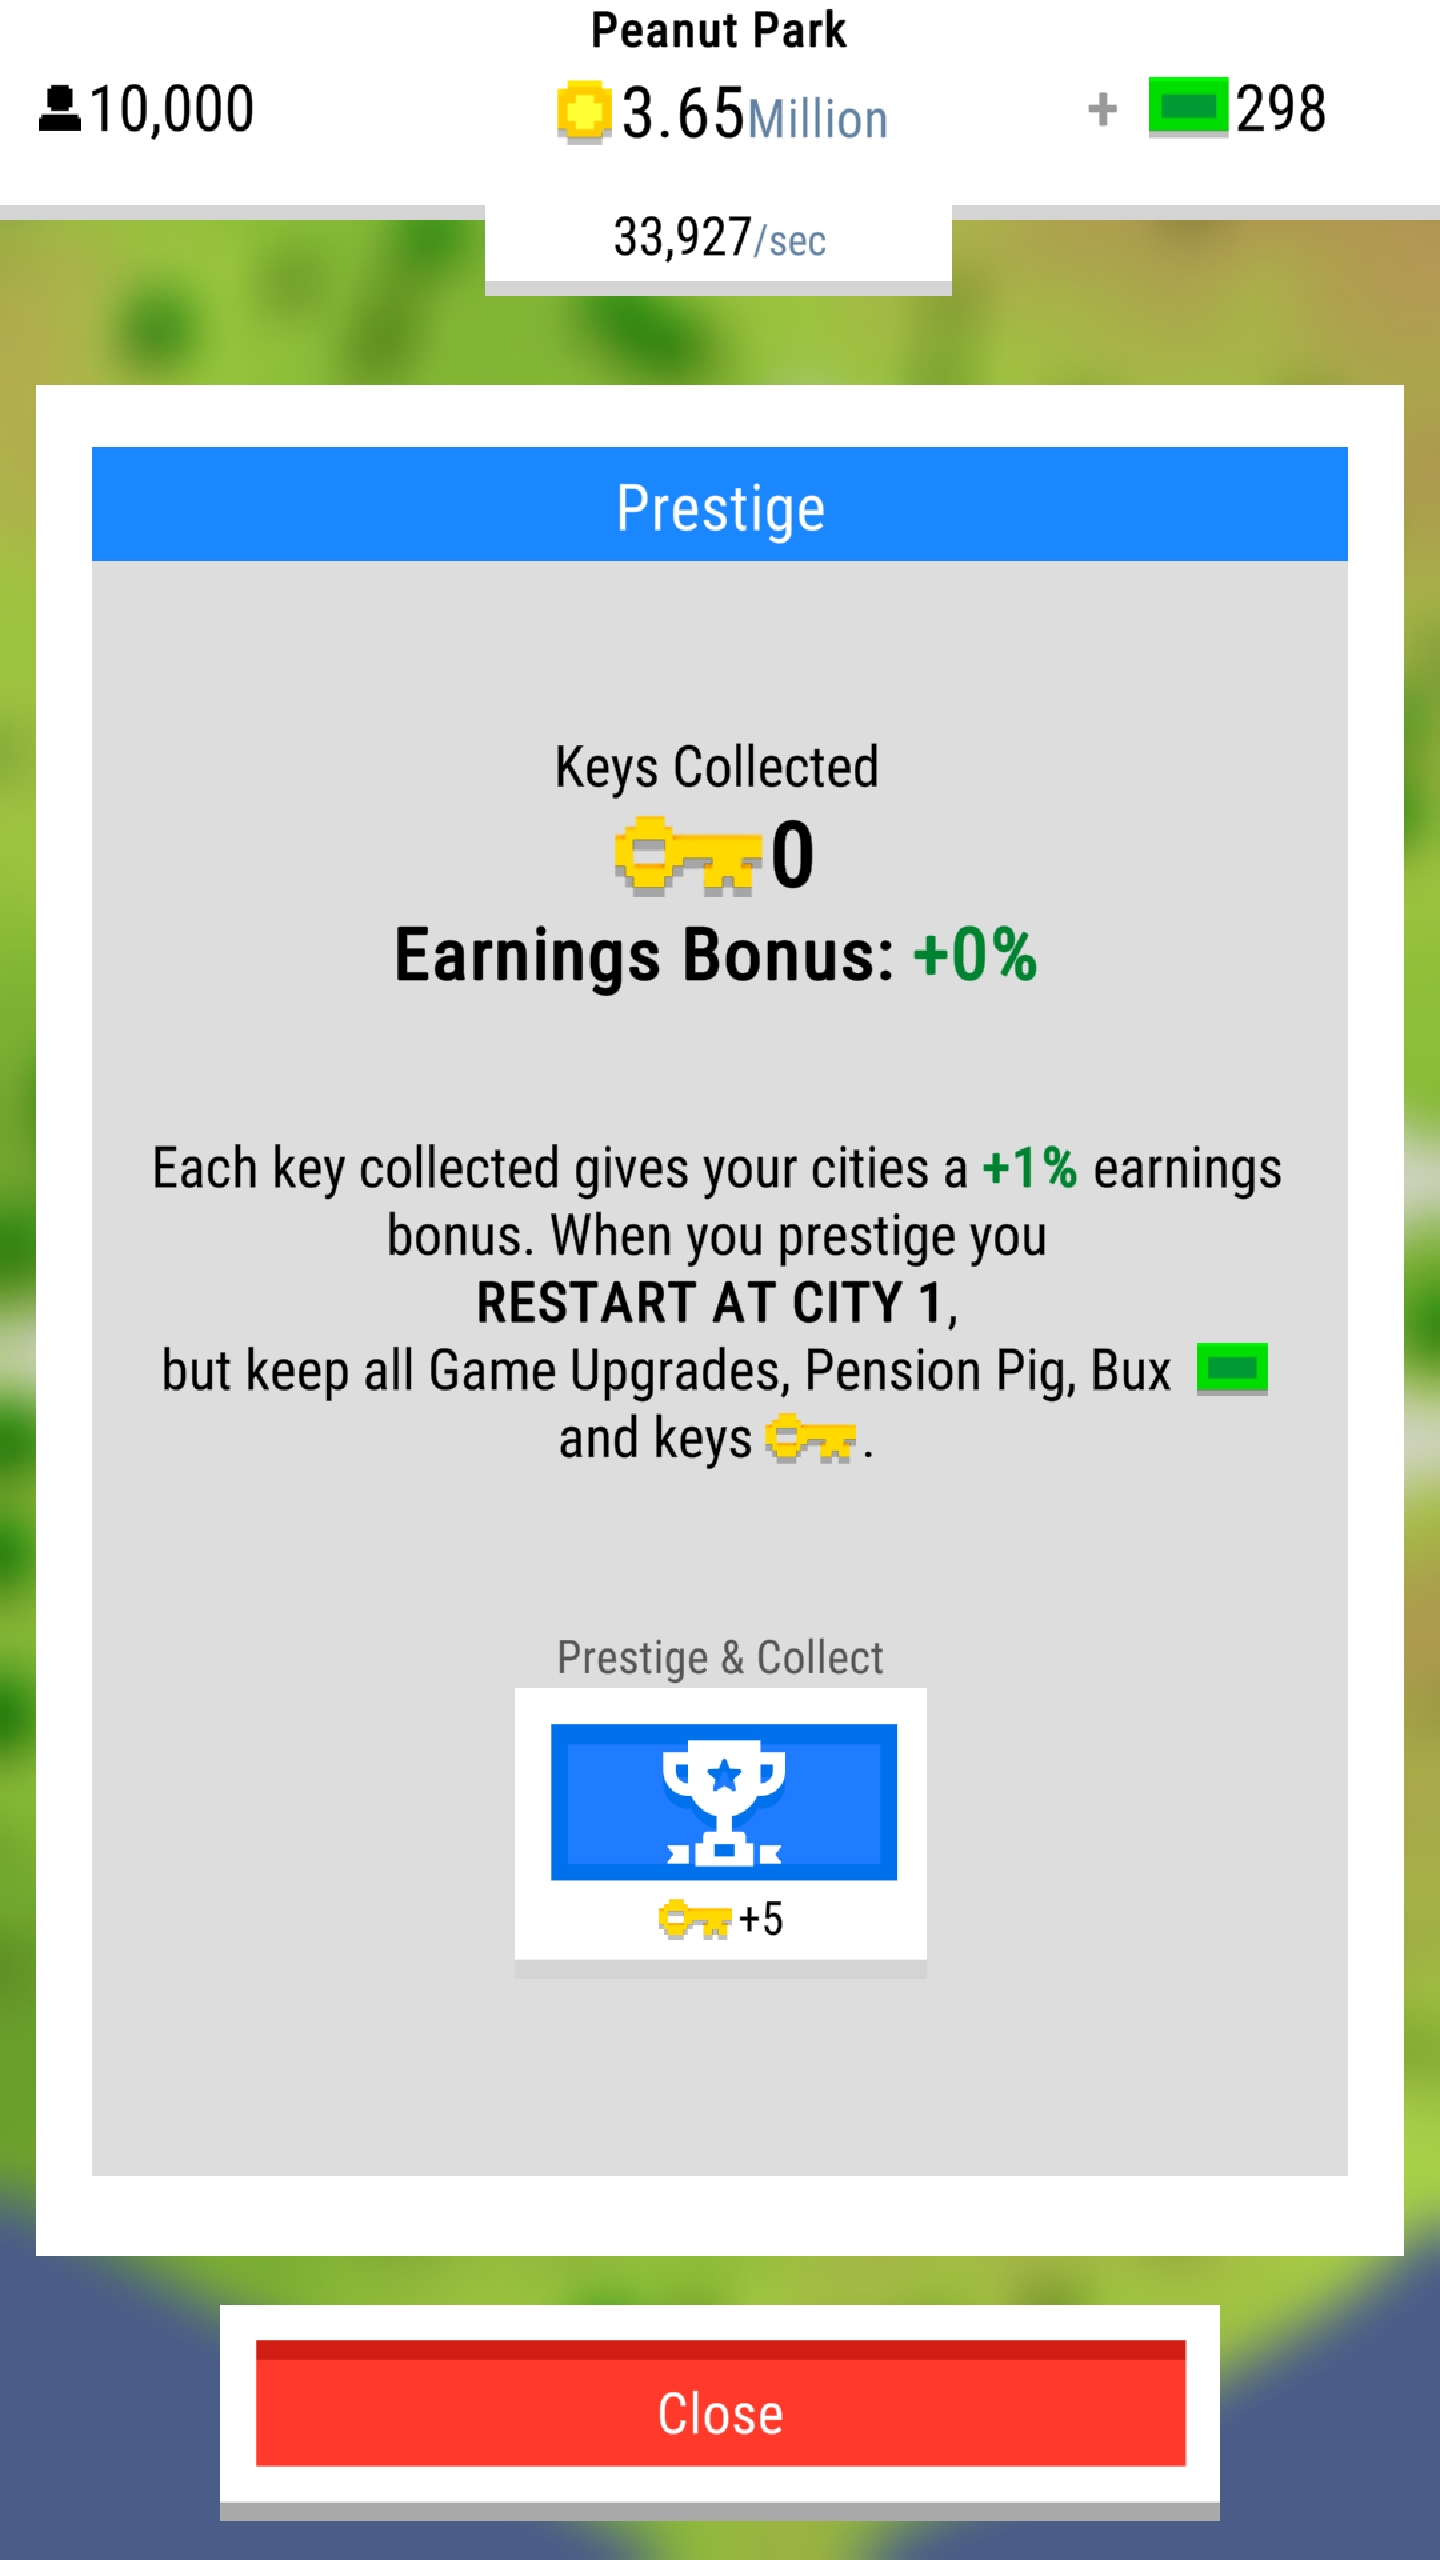 Peanut Park
10,000
3.65Million
+ 298
33,927/sec
Prestige
Keys Collected
0
Earnings Bonus: +0%
Each key collected gives your cities a +1% earnings
bonus. When you prestige you
RESTART AT CITY 1,
but keep all Game Upgrades, Pension Pig, Bux
and keys .
Prestige & Collect
+5
Close